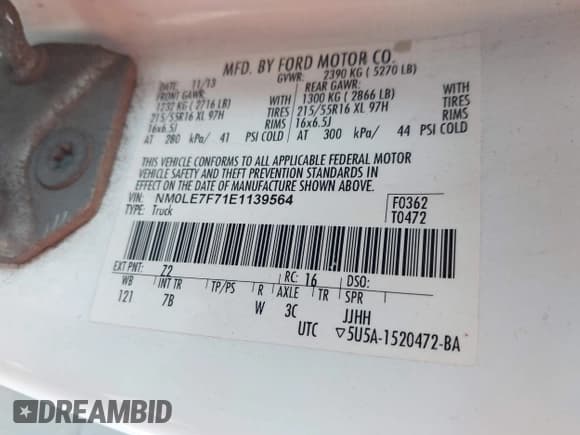 MFD. BY FORD MOTOR CO.
DATE: 11/13 GVWR: 2390 KG ( 5270 LB)
FRONT GAWR: REAR GAWR:
1232 KG ( 2716 LB) WITH 1300 KG ( 2866 LB) WITH
215/55R16 XL 97H TIRES 215/55R16 XL 97H TIRES
16x6.5J RIMS 16x6.5J RIMS
AT 280 kPa/ 41 PSI COLD AT 300 kPa/ 44 PSI COLD
THIS VEHICLE CONFORMS TO ALL APPLICABLE FEDERAL MOTOR
VEHICLE SAFETY AND THEFT PREVENTION STANDARDS IN
EFFECT ON THE DATE OF MANUFACTURE SHOWN ABOVE.
VIN: NM0LE7F71E1139564 F0362
TYPE: Truck T0472
EXT PNT: Z2 RC: 16 DSO:
WB INT TR TP/PS R AXLE TR SPR
121 7B W 3C JJHH
UTC ▽5U5A-1520472-BA
DREAMBID